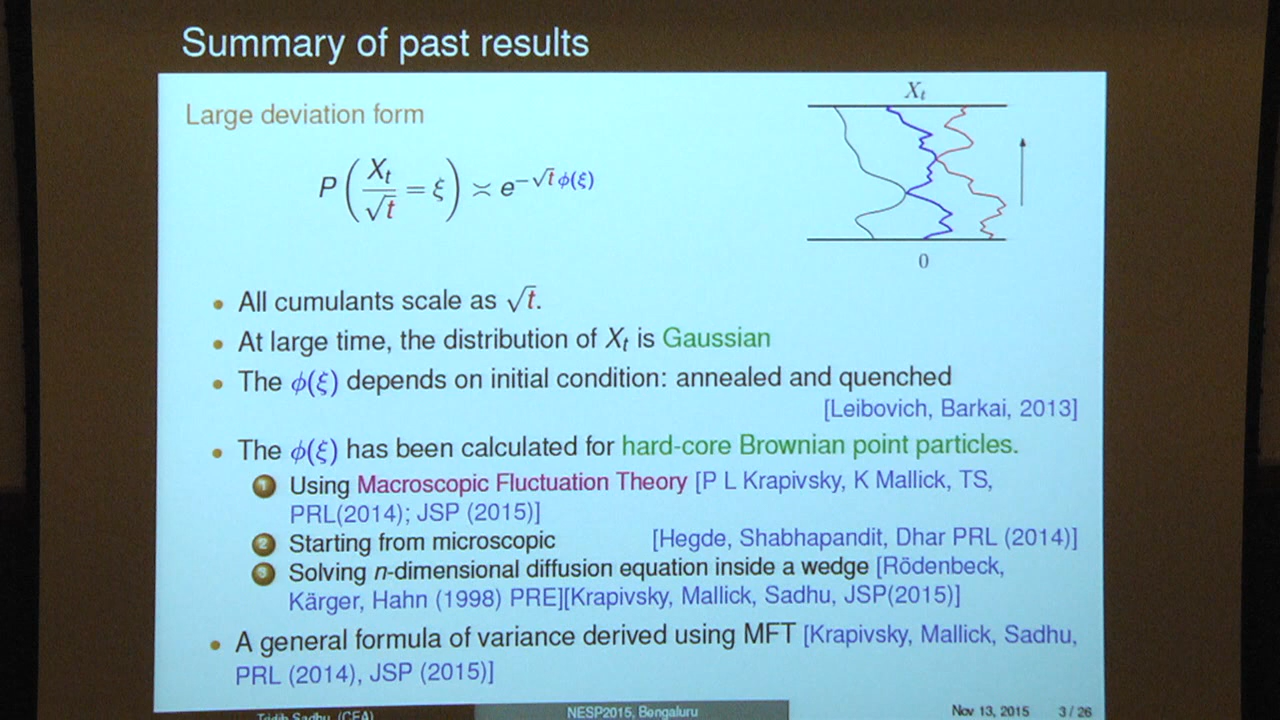 Summary of past results
Large deviation form
X_t
P(X_t/√t = ξ) ≍ e^{-√t ϕ(ξ)}
0
• All cumulants scale as √t.
• At large time, the distribution of X_t is Gaussian
• The ϕ(ξ) depends on initial condition: annealed and quenched
[Leibovich, Barkai, 2013]
• The ϕ(ξ) has been calculated for hard-core Brownian point particles.
1 Using Macroscopic Fluctuation Theory [P L Krapivsky, K Mallick, TS,
PRL(2014); JSP (2015)]
2 Starting from microscopic [Hegde, Shabhapandit, Dhar PRL (2014)]
3 Solving n-dimensional diffusion equation inside a wedge [Rödenbeck,
Kärger, Hahn (1998) PRE][Krapivsky, Mallick, Sadhu, JSP(2015)]
• A general formula of variance derived using MFT [Krapivsky, Mallick, Sadhu,
PRL (2014), JSP (2015)]
Tridib Sadhu (CEA) NESP2015, Bengaluru Nov 13, 2015 3 / 26